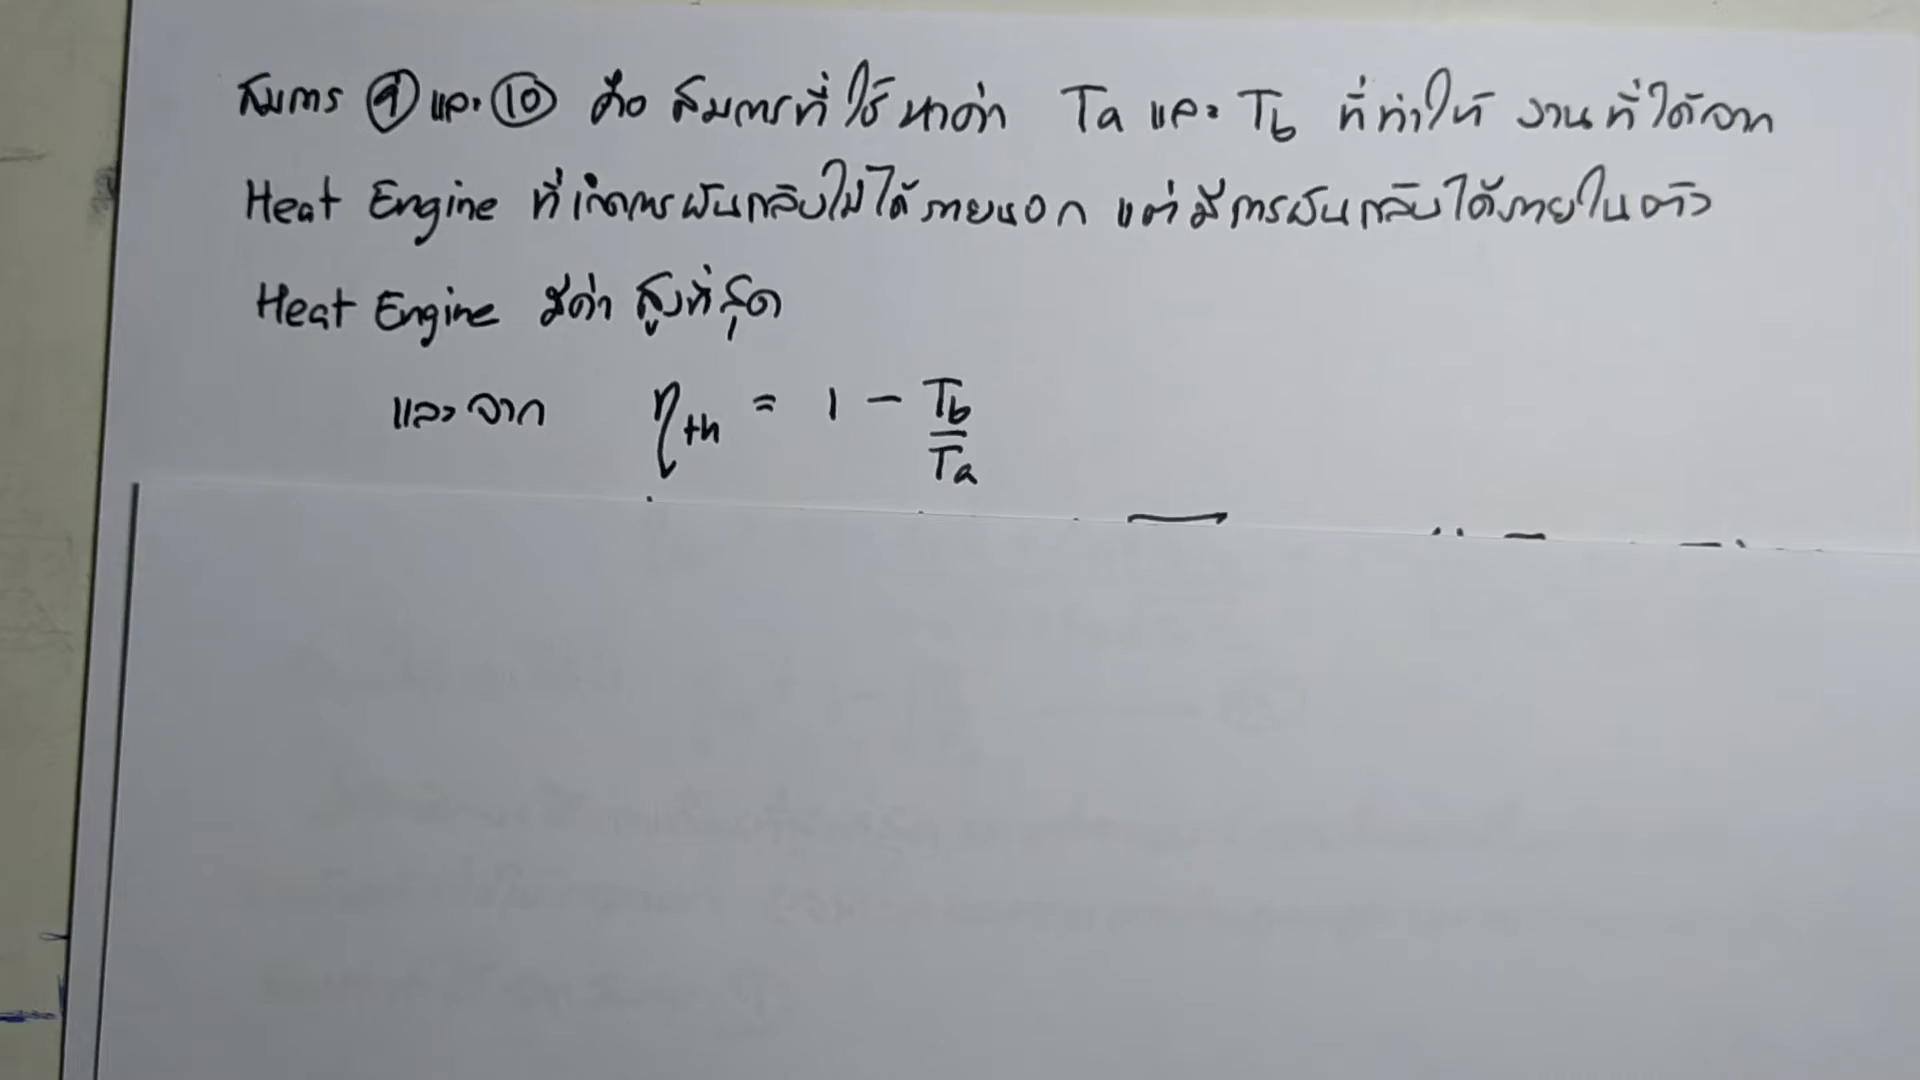 สมการ ⑨ และ ⑩ คือ สมการที่ใช้หาค่า Ta และ Tb ที่ทำให้ งานที่ได้จาก
Heat Engine ที่เกิดการผันกลับไม่ได้ภายนอก แต่มีการผันกลับได้ภายในตัว
Heat Engine มีค่า สูงที่สุด
และจาก ηth = 1 - Tb/Ta